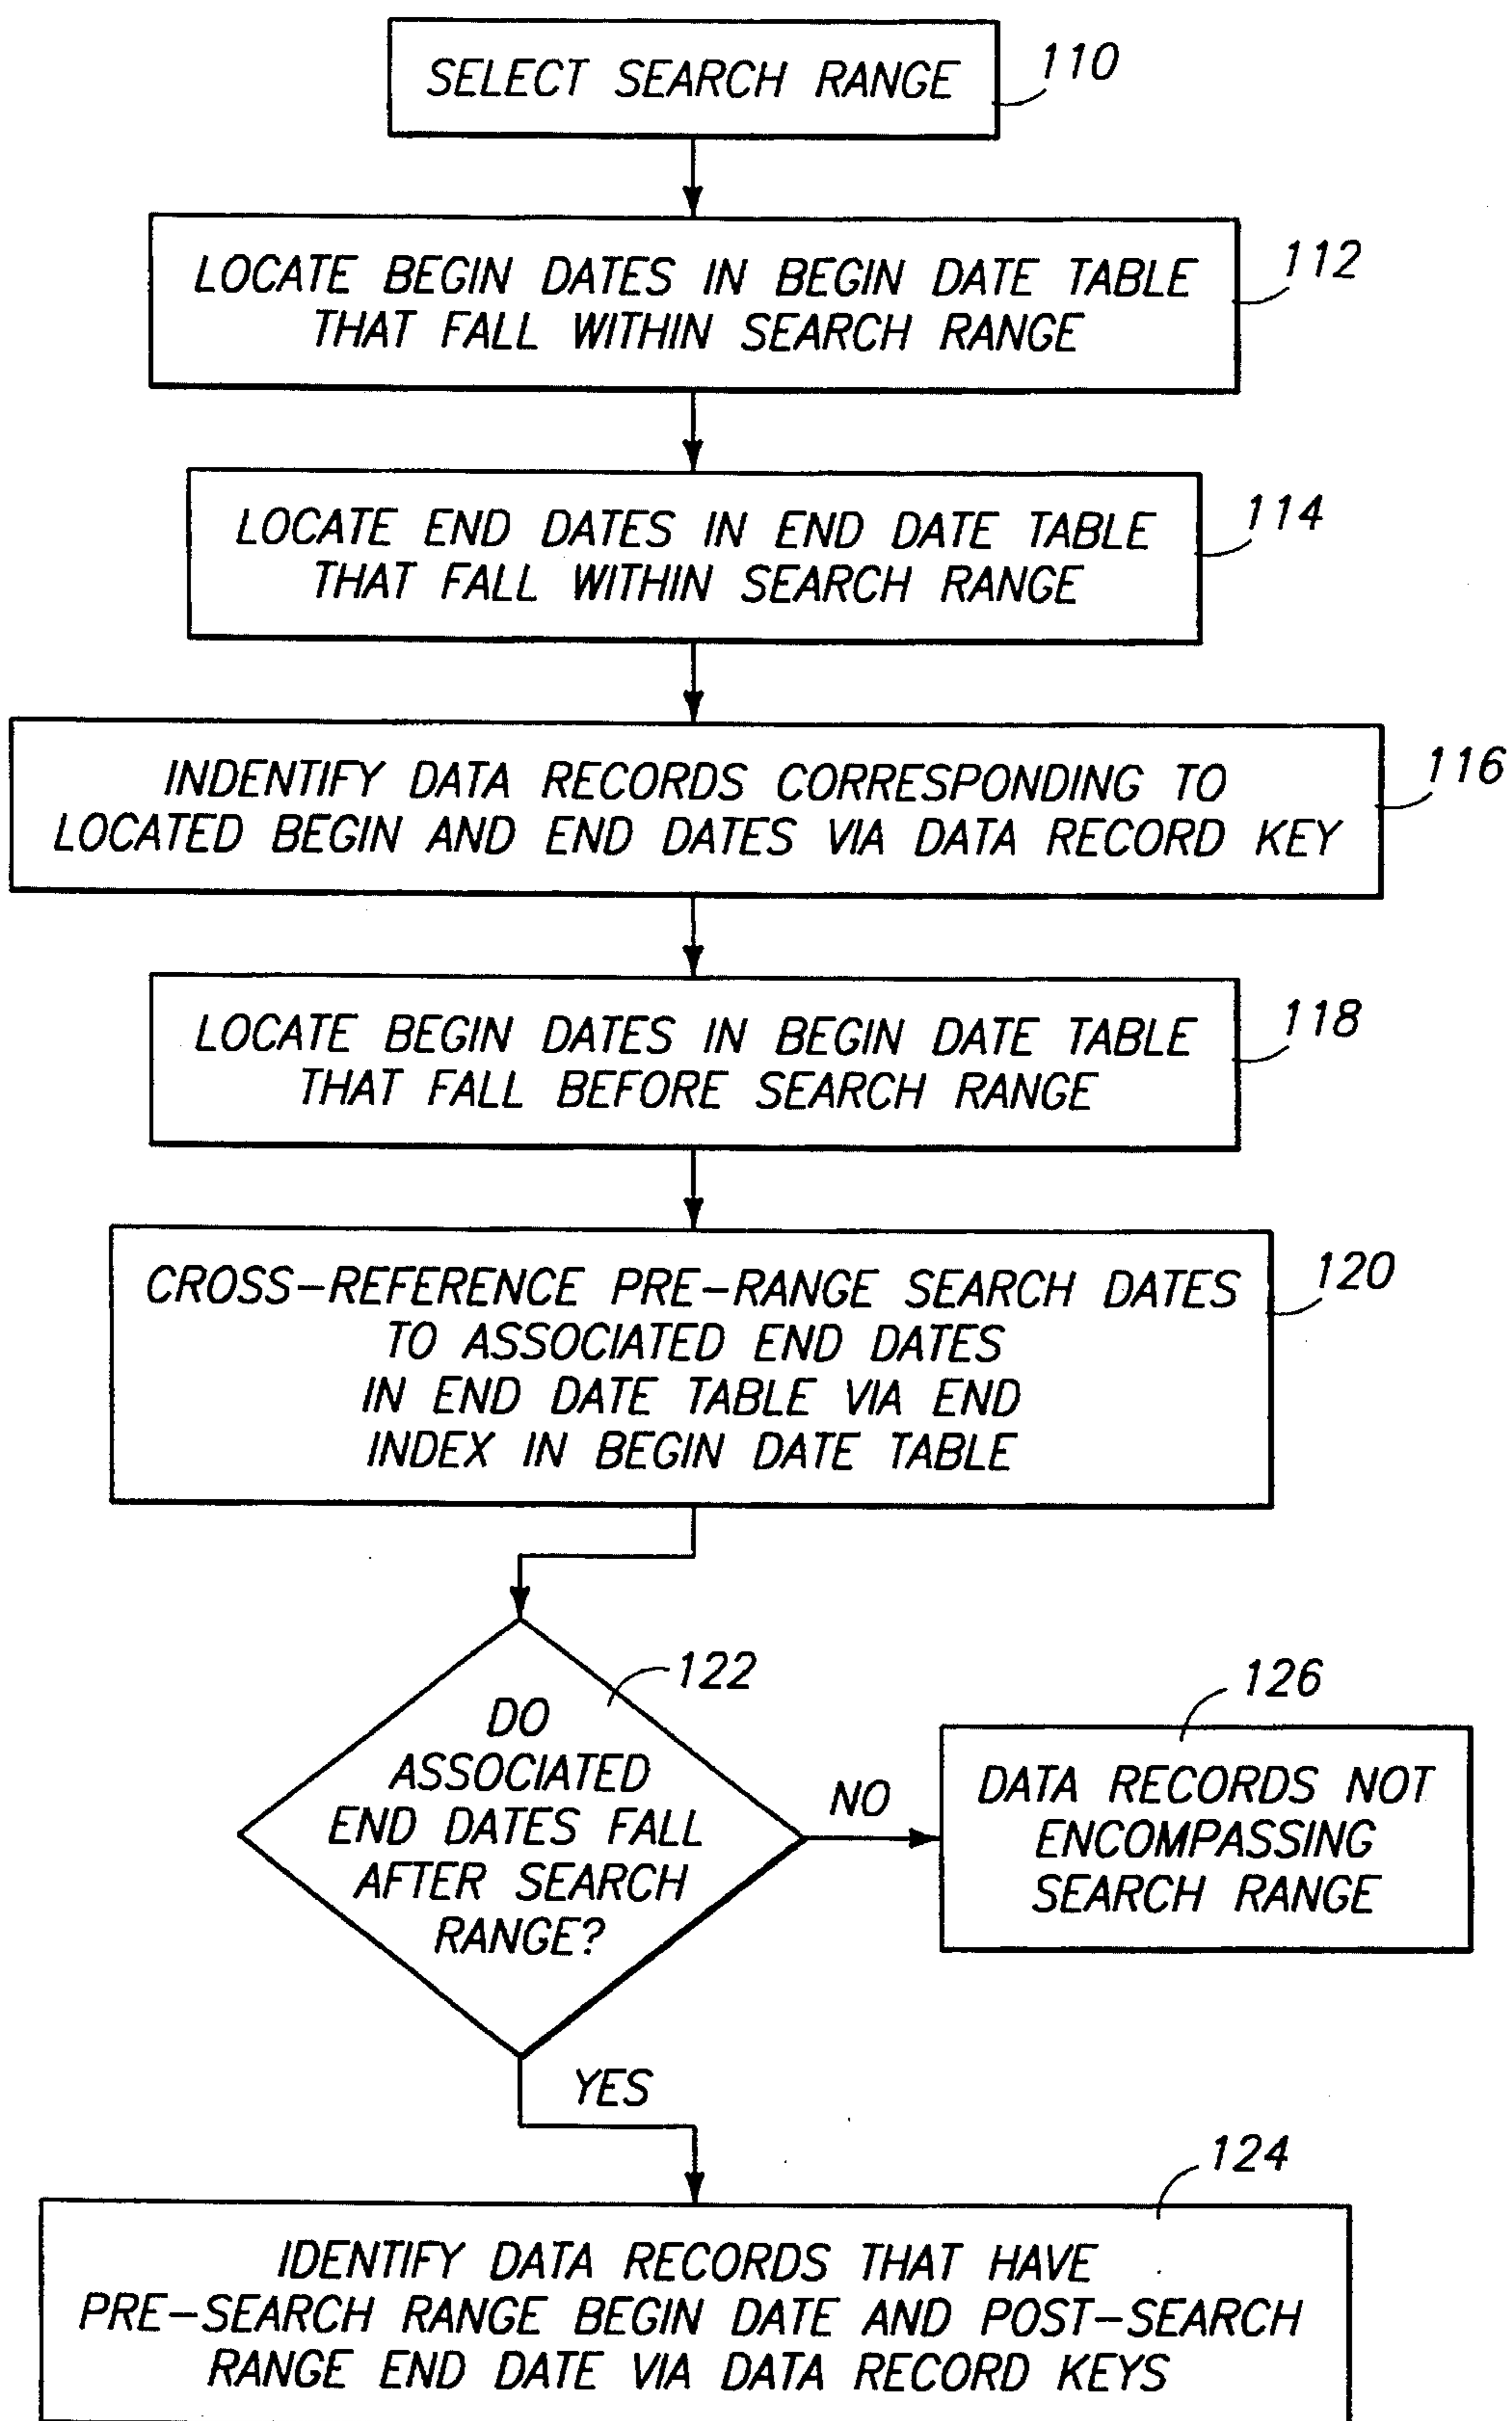 SELECT SEARCH RANGE
110
LOCATE BEGIN DATES IN BEGIN DATE TABLE
THAT FALL WITHIN SEARCH RANGE
112
LOCATE END DATES IN END DATE TABLE
THAT FALL WITHIN SEARCH RANGE
114
INDENTIFY DATA RECORDS CORRESPONDING TO
LOCATED BEGIN AND END DATES VIA DATA RECORD KEY
116
LOCATE BEGIN DATES IN BEGIN DATE TABLE
THAT FALL BEFORE SEARCH RANGE
118
CROSS-REFERENCE PRE-RANGE SEARCH DATES
TO ASSOCIATED END DATES
IN END DATE TABLE VIA END
INDEX IN BEGIN DATE TABLE
120
DO
ASSOCIATED
END DATES FALL
AFTER SEARCH
RANGE?
122
NO
126
DATA RECORDS NOT
ENCOMPASSING
SEARCH RANGE
YES
124
IDENTIFY DATA RECORDS THAT HAVE
PRE-SEARCH RANGE BEGIN DATE AND POST-SEARCH
RANGE END DATE VIA DATA RECORD KEYS